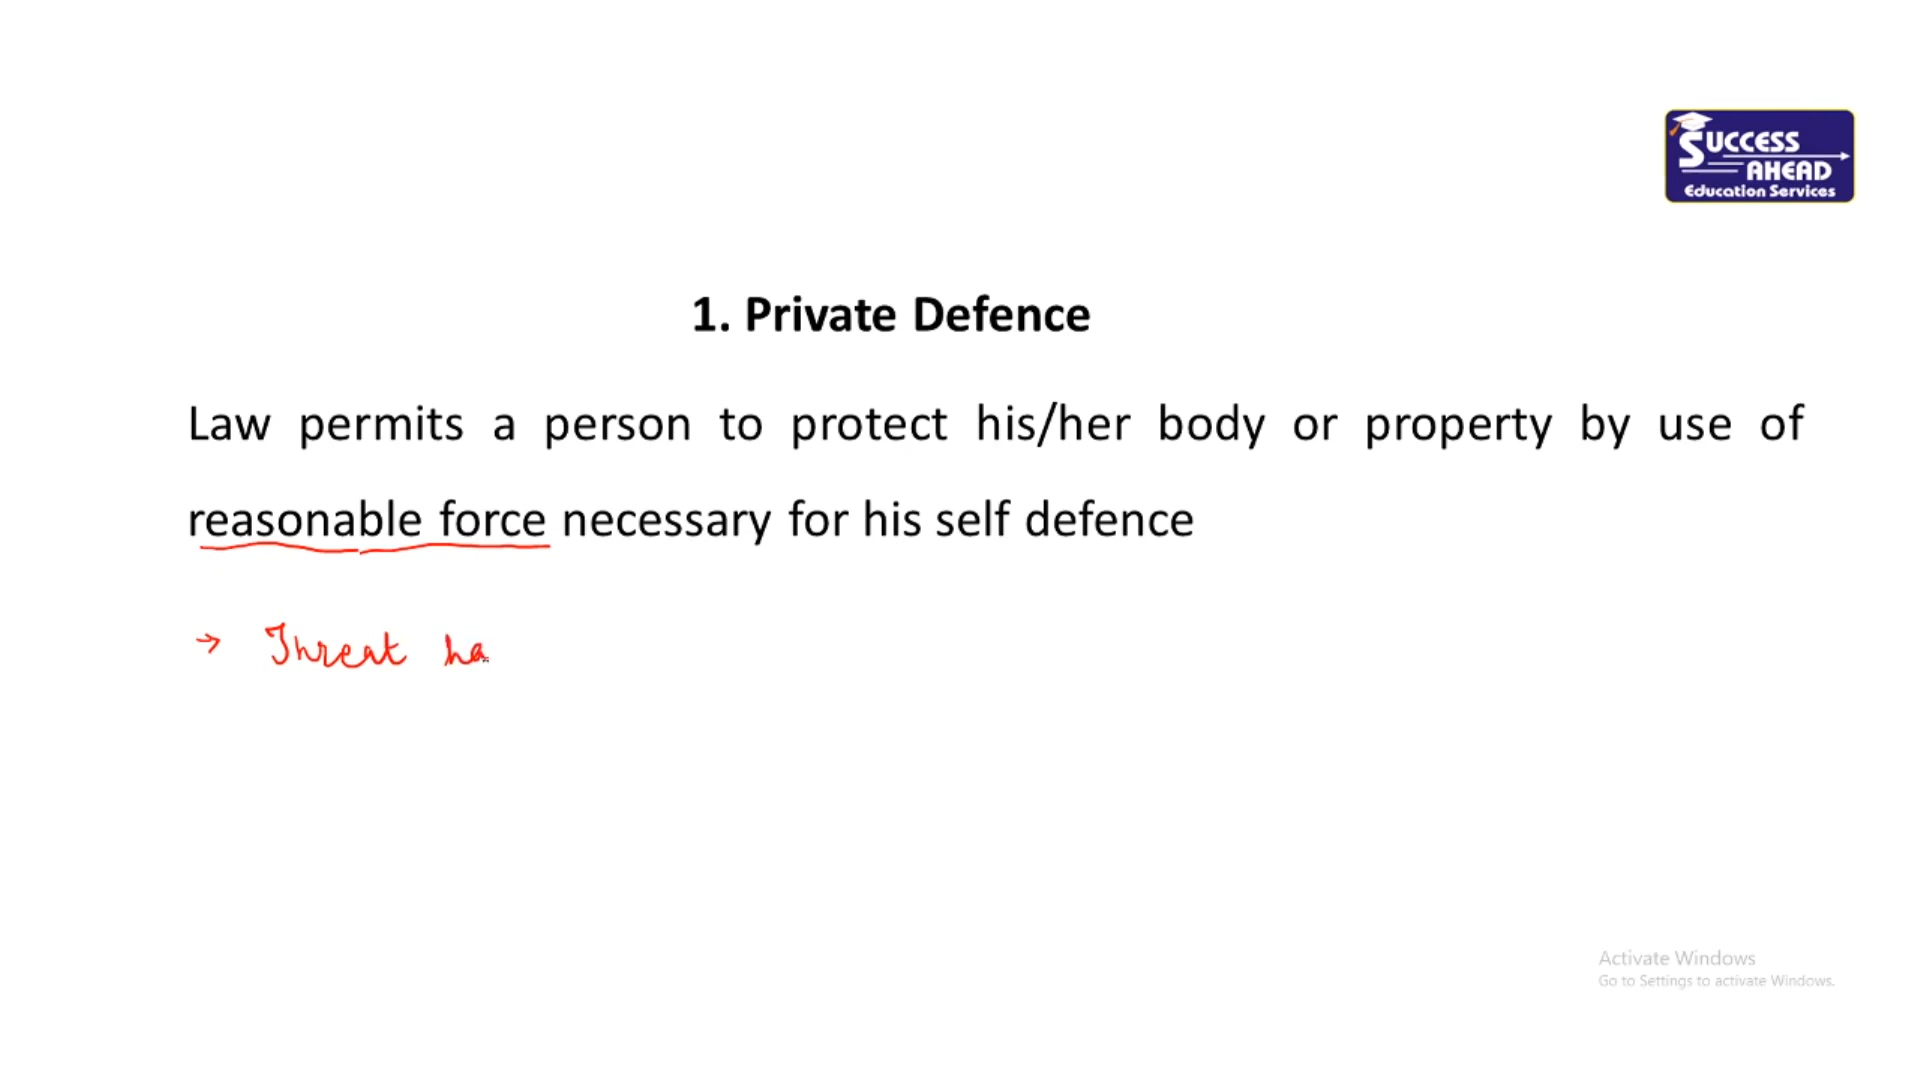 SUCCESS
AHEAD
Education Services
1. Private Defence
Law permits a person to protect his/her body or property by use of
reasonable force necessary for his self defence
→ Threat ha
Activate Windows
Go to Settings to activate Windows.